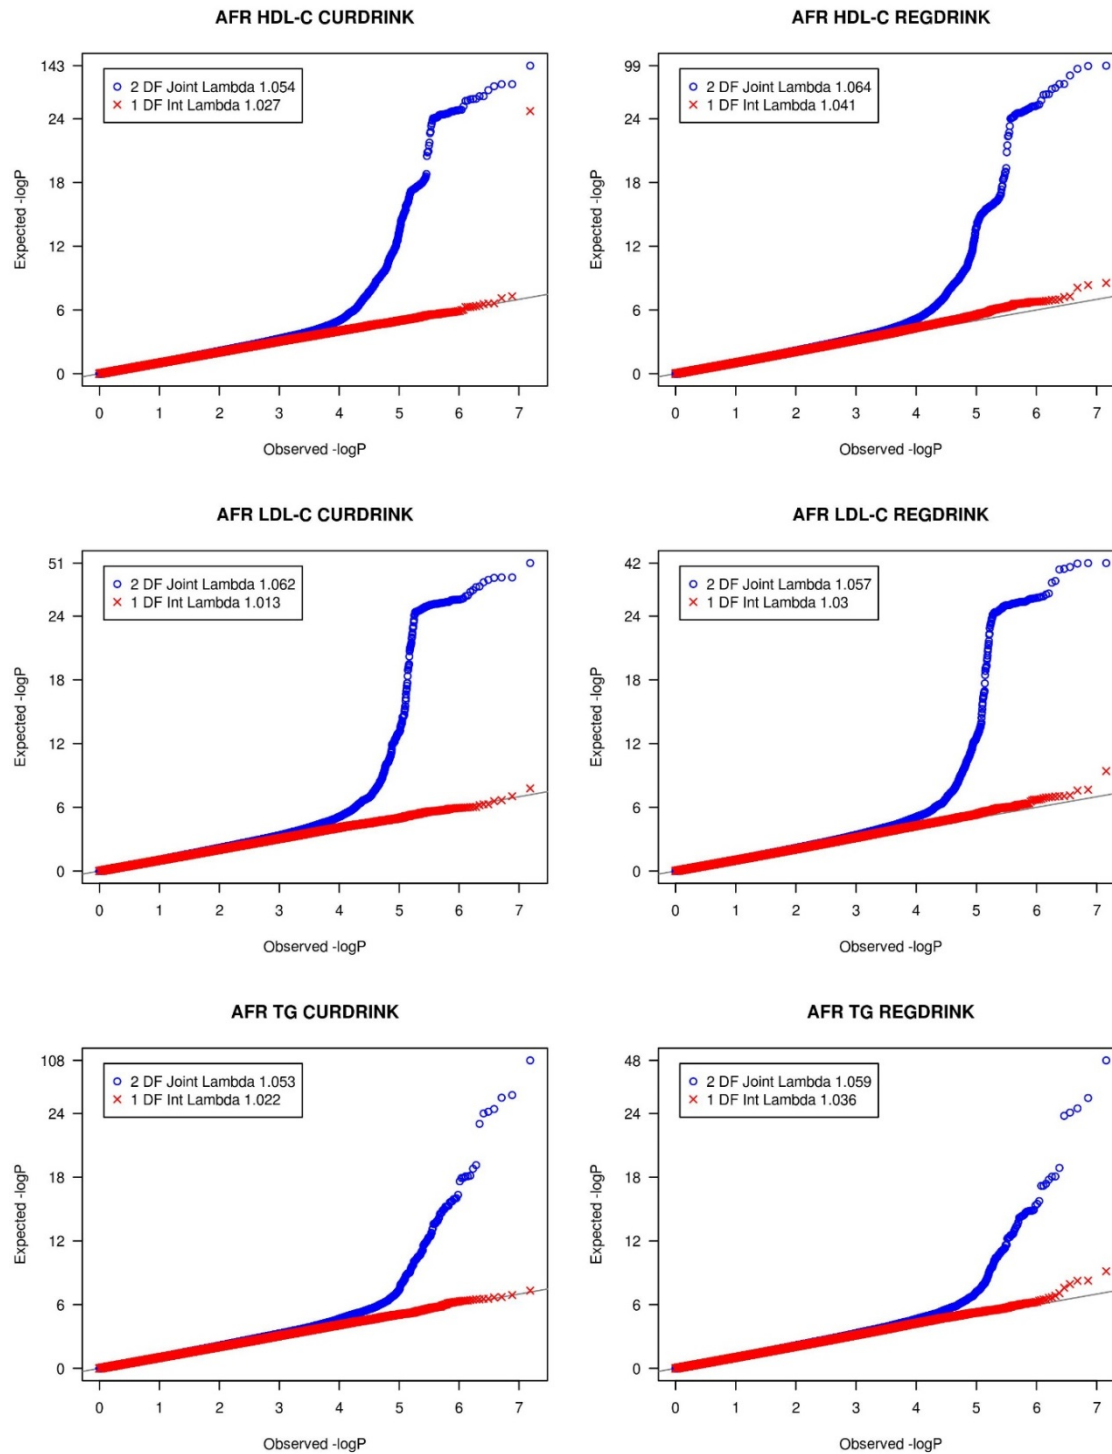 AFR HDL-C CURDRINK
143
24
18
12
6
0
Expected -logP
2 DF Joint Lambda 1.054
1 DF Int Lambda 1.027
0 1 2 3 4 5 6 7
Observed -logP
AFR HDL-C REGDRINK
99
24
18
12
6
0
Expected -logP
2 DF Joint Lambda 1.064
1 DF Int Lambda 1.041
0 1 2 3 4 5 6 7
Observed -logP
AFR LDL-C CURDRINK
51
24
18
12
6
0
Expected -logP
2 DF Joint Lambda 1.062
1 DF Int Lambda 1.013
0 1 2 3 4 5 6 7
Observed -logP
AFR LDL-C REGDRINK
42
24
18
12
6
0
Expected -logP
2 DF Joint Lambda 1.057
1 DF Int Lambda 1.03
0 1 2 3 4 5 6 7
Observed -logP
AFR TG CURDRINK
108
24
18
12
6
0
Expected -logP
2 DF Joint Lambda 1.053
1 DF Int Lambda 1.022
0 1 2 3 4 5 6 7
Observed -logP
AFR TG REGDRINK
48
24
18
12
6
0
Expected -logP
2 DF Joint Lambda 1.059
1 DF Int Lambda 1.036
0 1 2 3 4 5 6 7
Observed -logP